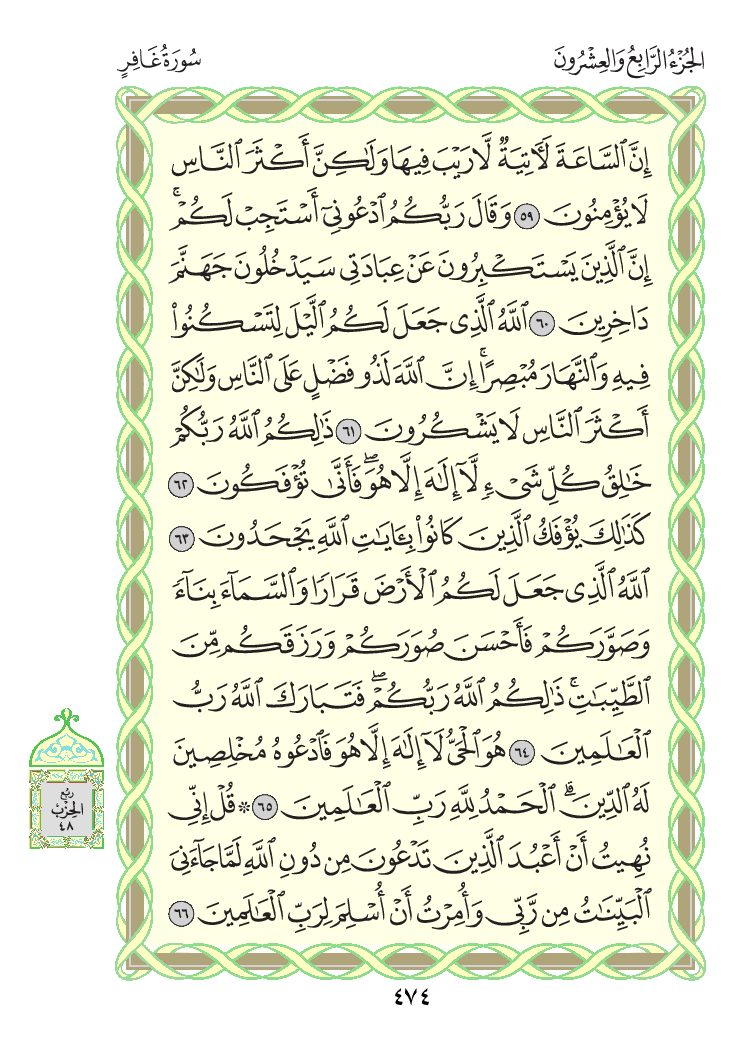 الجُزْءُ الرَّابِعُ وَالعِشْرُونَ
سُورَةُ غَافِرٍ
إِنَّ ٱلسَّاعَةَ لَأٓتِيَةٌ لَّا رَيْبَ فِيهَا وَلَٰكِنَّ أَكْثَرَ ٱلنَّاسِ
لَا يُؤْمِنُونَ ٥٩ وَقَالَ رَبُّكُمُ ٱدْعُونِىٓ أَسْتَجِبْ لَكُمْۚ
إِنَّ ٱلَّذِينَ يَسْتَكْبِرُونَ عَنْ عِبَادَتِى سَيَدْخُلُونَ جَهَنَّمَ
دَاخِرِينَ ٦٠ ٱللَّهُ ٱلَّذِى جَعَلَ لَكُمُ ٱلَّيْلَ لِتَسْكُنُوا۟
فِيهِ وَٱلنَّهَارَ مُبْصِرًاۚ إِنَّ ٱللَّهَ لَذُو فَضْلٍ عَلَى ٱلنَّاسِ وَلَٰكِنَّ
أَكْثَرَ ٱلنَّاسِ لَا يَشْكُرُونَ ٦١ ذَٰلِكُمُ ٱللَّهُ رَبُّكُمْ
خَٰلِقُ كُلِّ شَىْءٍ لَّآ إِلَٰهَ إِلَّا هُوَۖ فَأَنَّىٰ تُؤْفَكُونَ ٦٢
كَذَٰلِكَ يُؤْفَكُ ٱلَّذِينَ كَانُوا۟ بِـَٔايَٰتِ ٱللَّهِ يَجْحَدُونَ ٦٣
ٱللَّهُ ٱلَّذِى جَعَلَ لَكُمُ ٱلْأَرْضَ قَرَارًا وَٱلسَّمَآءَ بِنَآءً
وَصَوَّرَكُمْ فَأَحْسَنَ صُوَرَكُمْ وَرَزَقَكُم مِّنَ
ٱلطَّيِّبَٰتِۚ ذَٰلِكُمُ ٱللَّهُ رَبُّكُمْۖ فَتَبَارَكَ ٱللَّهُ رَبُّ
ٱلْعَٰلَمِينَ ٦٤ هُوَ ٱلْحَىُّ لَآ إِلَٰهَ إِلَّا هُوَ فَٱدْعُوهُ مُخْلِصِينَ
لَهُ ٱلدِّينَۗ ٱلْحَمْدُ لِلَّهِ رَبِّ ٱلْعَٰلَمِينَ ٦٥ ۞ قُلْ إِنِّى
نُهِيتُ أَنْ أَعْبُدَ ٱلَّذِينَ تَدْعُونَ مِن دُونِ ٱللَّهِ لَمَّا جَآءَنِىَ
ٱلْبَيِّنَٰتُ مِن رَّبِّى وَأُمِرْتُ أَنْ أُسْلِمَ لِرَبِّ ٱلْعَٰلَمِينَ ٦٦
رُبْعُ
الحِزْبِ
٤٨
٤٧٤